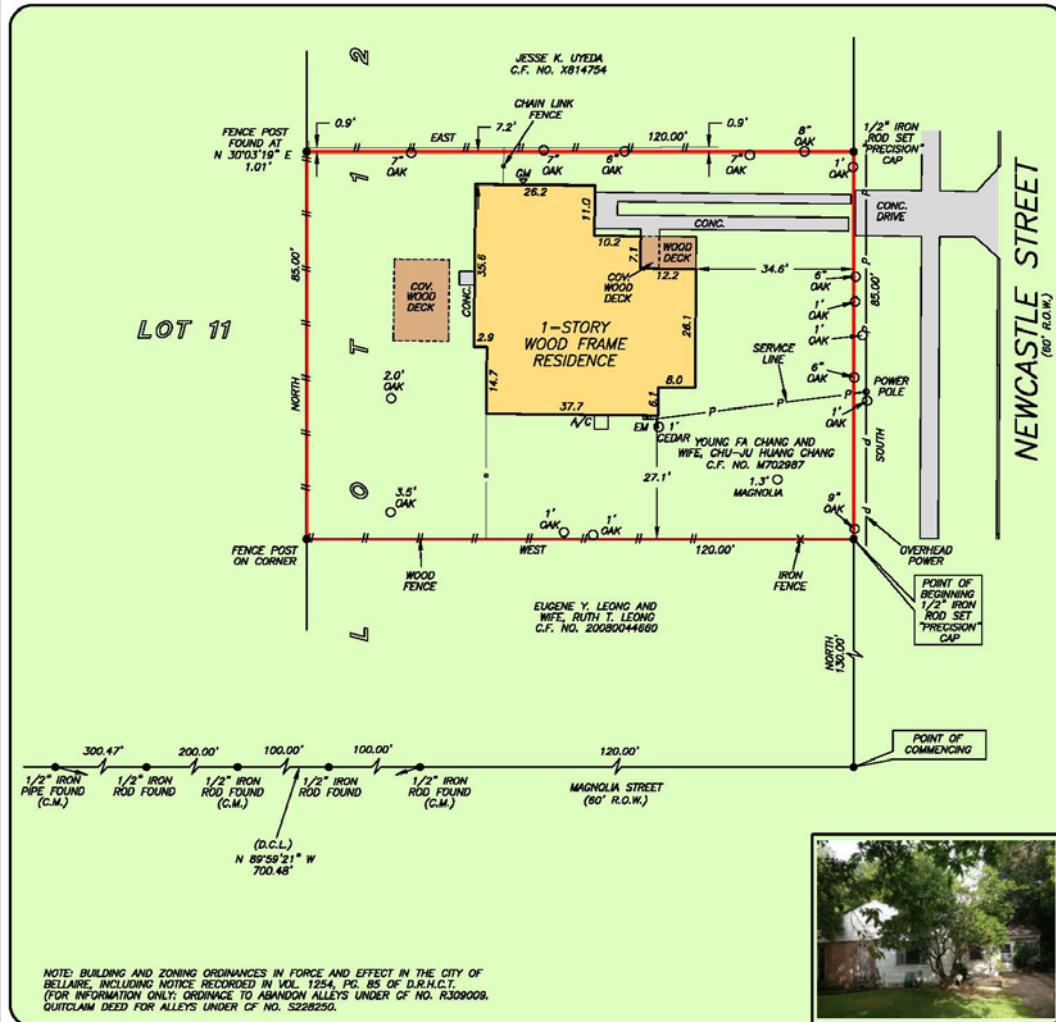 JESSE K. UYEDA
C.F. NO. X814754
CHAIN LINK
FENCE
FENCE POST
FOUND AT
N 30°03'19" E
1.01'
0.9'
EAST
7.2'
120.00'
0.9'
8"
OAK
1/2" IRON
ROD SET
"PRECISION"
CAP
7"
OAK
7"
OAK
6"
OAK
7"
OAK
1'
OAK
GM
26.2
11.0
CONC.
CONC.
DRIVE
10.2
7.1
WOOD
DECK
COV.
WOOD
DECK
12.2
34.6'
85.00'
35.6
COV.
WOOD
DECK
CONC.
6"
OAK
85.00'
1'
OAK
1'
OAK
LOT 11
1-STORY
WOOD FRAME
RESIDENCE
26.1
2.9
14.7
SERVICE
LINE
6"
OAK
POWER
POLE
1'
OAK
8.0
6.1
2.0'
OAK
NORTH
37.7
A/C
EM
1'
CEDAR
P
P
P
P
P
P
P
P
SOUTH
YOUNG FA CHANG AND
WIFE, CHU-JU HUANG CHANG
C.F. NO. M702987
27.1'
1.3'
MAGNOLIA
3.5'
OAK
1'
OAK
1'
OAK
9"
OAK
LOT 12
NEWCASTLE STREET
(60' R.O.W.)
FENCE POST
ON CORNER
WOOD
FENCE
WEST
120.00'
IRON
FENCE
OVERHEAD
POWER
POINT OF
BEGINNING
1/2" IRON
ROD SET
"PRECISION"
CAP
EUGENE Y. LEONG AND
WIFE, RUTH T. LEONG
C.F. NO. 20080044660
NORTH
130.00'
POINT OF
COMMENCING
300.47'
200.00'
100.00'
100.00'
120.00'
1/2" IRON
PIPE FOUND
(C.M.)
1/2" IRON
ROD FOUND
1/2" IRON
ROD FOUND
(C.M.)
1/2" IRON
ROD FOUND
1/2" IRON
ROD FOUND
(C.M.)
MAGNOLIA STREET
(60' R.O.W.)
(D.C.L.)
N 89°59'21" W
700.48'
NOTE: BUILDING AND ZONING ORDINANCES IN FORCE AND EFFECT IN THE CITY OF
BELLAIRE, INCLUDING NOTICE RECORDED IN VOL. 1254, PG. 85 OF D.R.H.C.T.
(FOR INFORMATION ONLY: ORDINACE TO ABANDON ALLEYS UNDER CF NO. R309009,
QUITCLAIM DEED FOR ALLEYS UNDER CF NO. S228250.